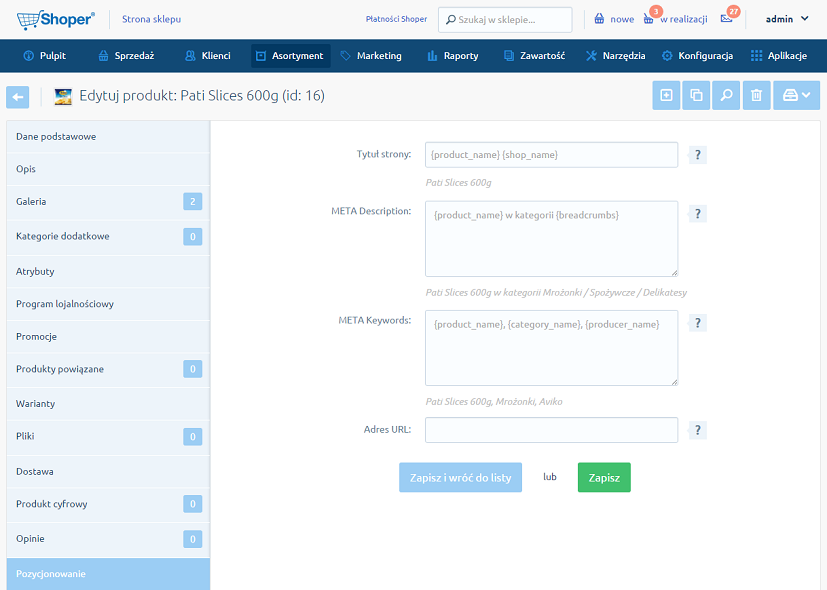 Shoper®
Strona sklepu
Płatności Shoper
Szukaj w sklepie...
nowe
3
w realizacji
27
admin
Pulpit
Sprzedaż
Klienci
Asortyment
Marketing
Raporty
Zawartość
Narzędzia
Konfiguracja
Aplikacje
Edytuj produkt: Pati Slices 600g (id: 16)
Dane podstawowe
Opis
Galeria 2
Kategorie dodatkowe 0
Atrybuty
Program lojalnościowy
Promocje
Produkty powiązane 0
Warianty
Pliki 0
Dostawa
Produkt cyfrowy 0
Opinie 0
Pozycjonowanie
Tytuł strony: {product_name} {shop_name} ?
Pati Slices 600g
META Description: {product_name} w kategorii {breadcrumbs} ?
Pati Slices 600g w kategorii Mrożonki / Spożywcze / Delikatesy
META Keywords: {product_name}, {category_name}, {producer_name} ?
Pati Slices 600g, Mrożonki, Aviko
Adres URL: ?
Zapisz i wróć do listy lub Zapisz